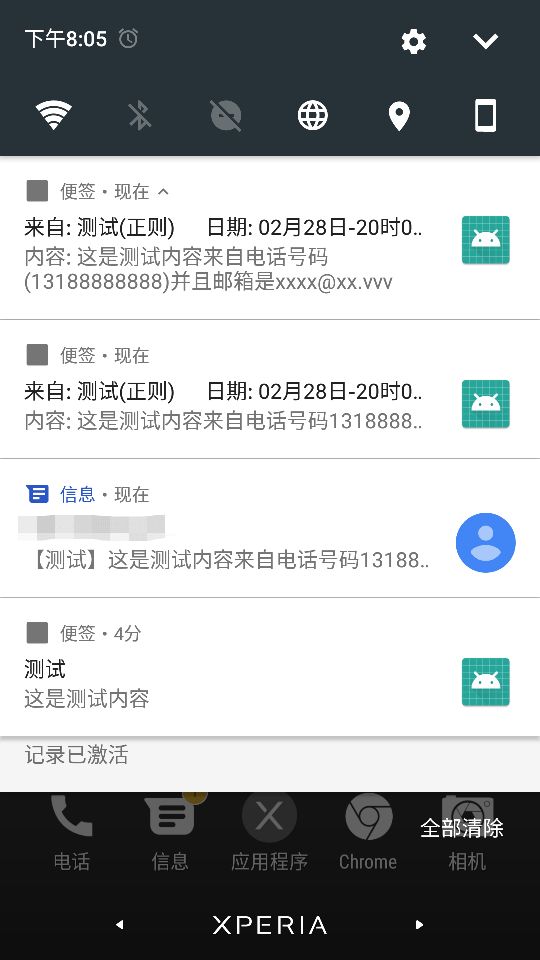 下午8:05
便签 • 现在
来自: 测试(正则) 日期: 02月28日-20时0..
内容: 这是测试内容来自电话号码
(13188888888)并且邮箱是xxxx@xx.vvv
便签 • 现在
来自: 测试(正则) 日期: 02月28日-20时0..
内容: 这是测试内容来自电话号码1318888..
信息 • 现在
【测试】这是测试内容来自电话号码13188..
便签 • 4分
测试
这是测试内容
记录已激活
全部清除
电话 信息 应用程序 Chrome 相机
XPERIA